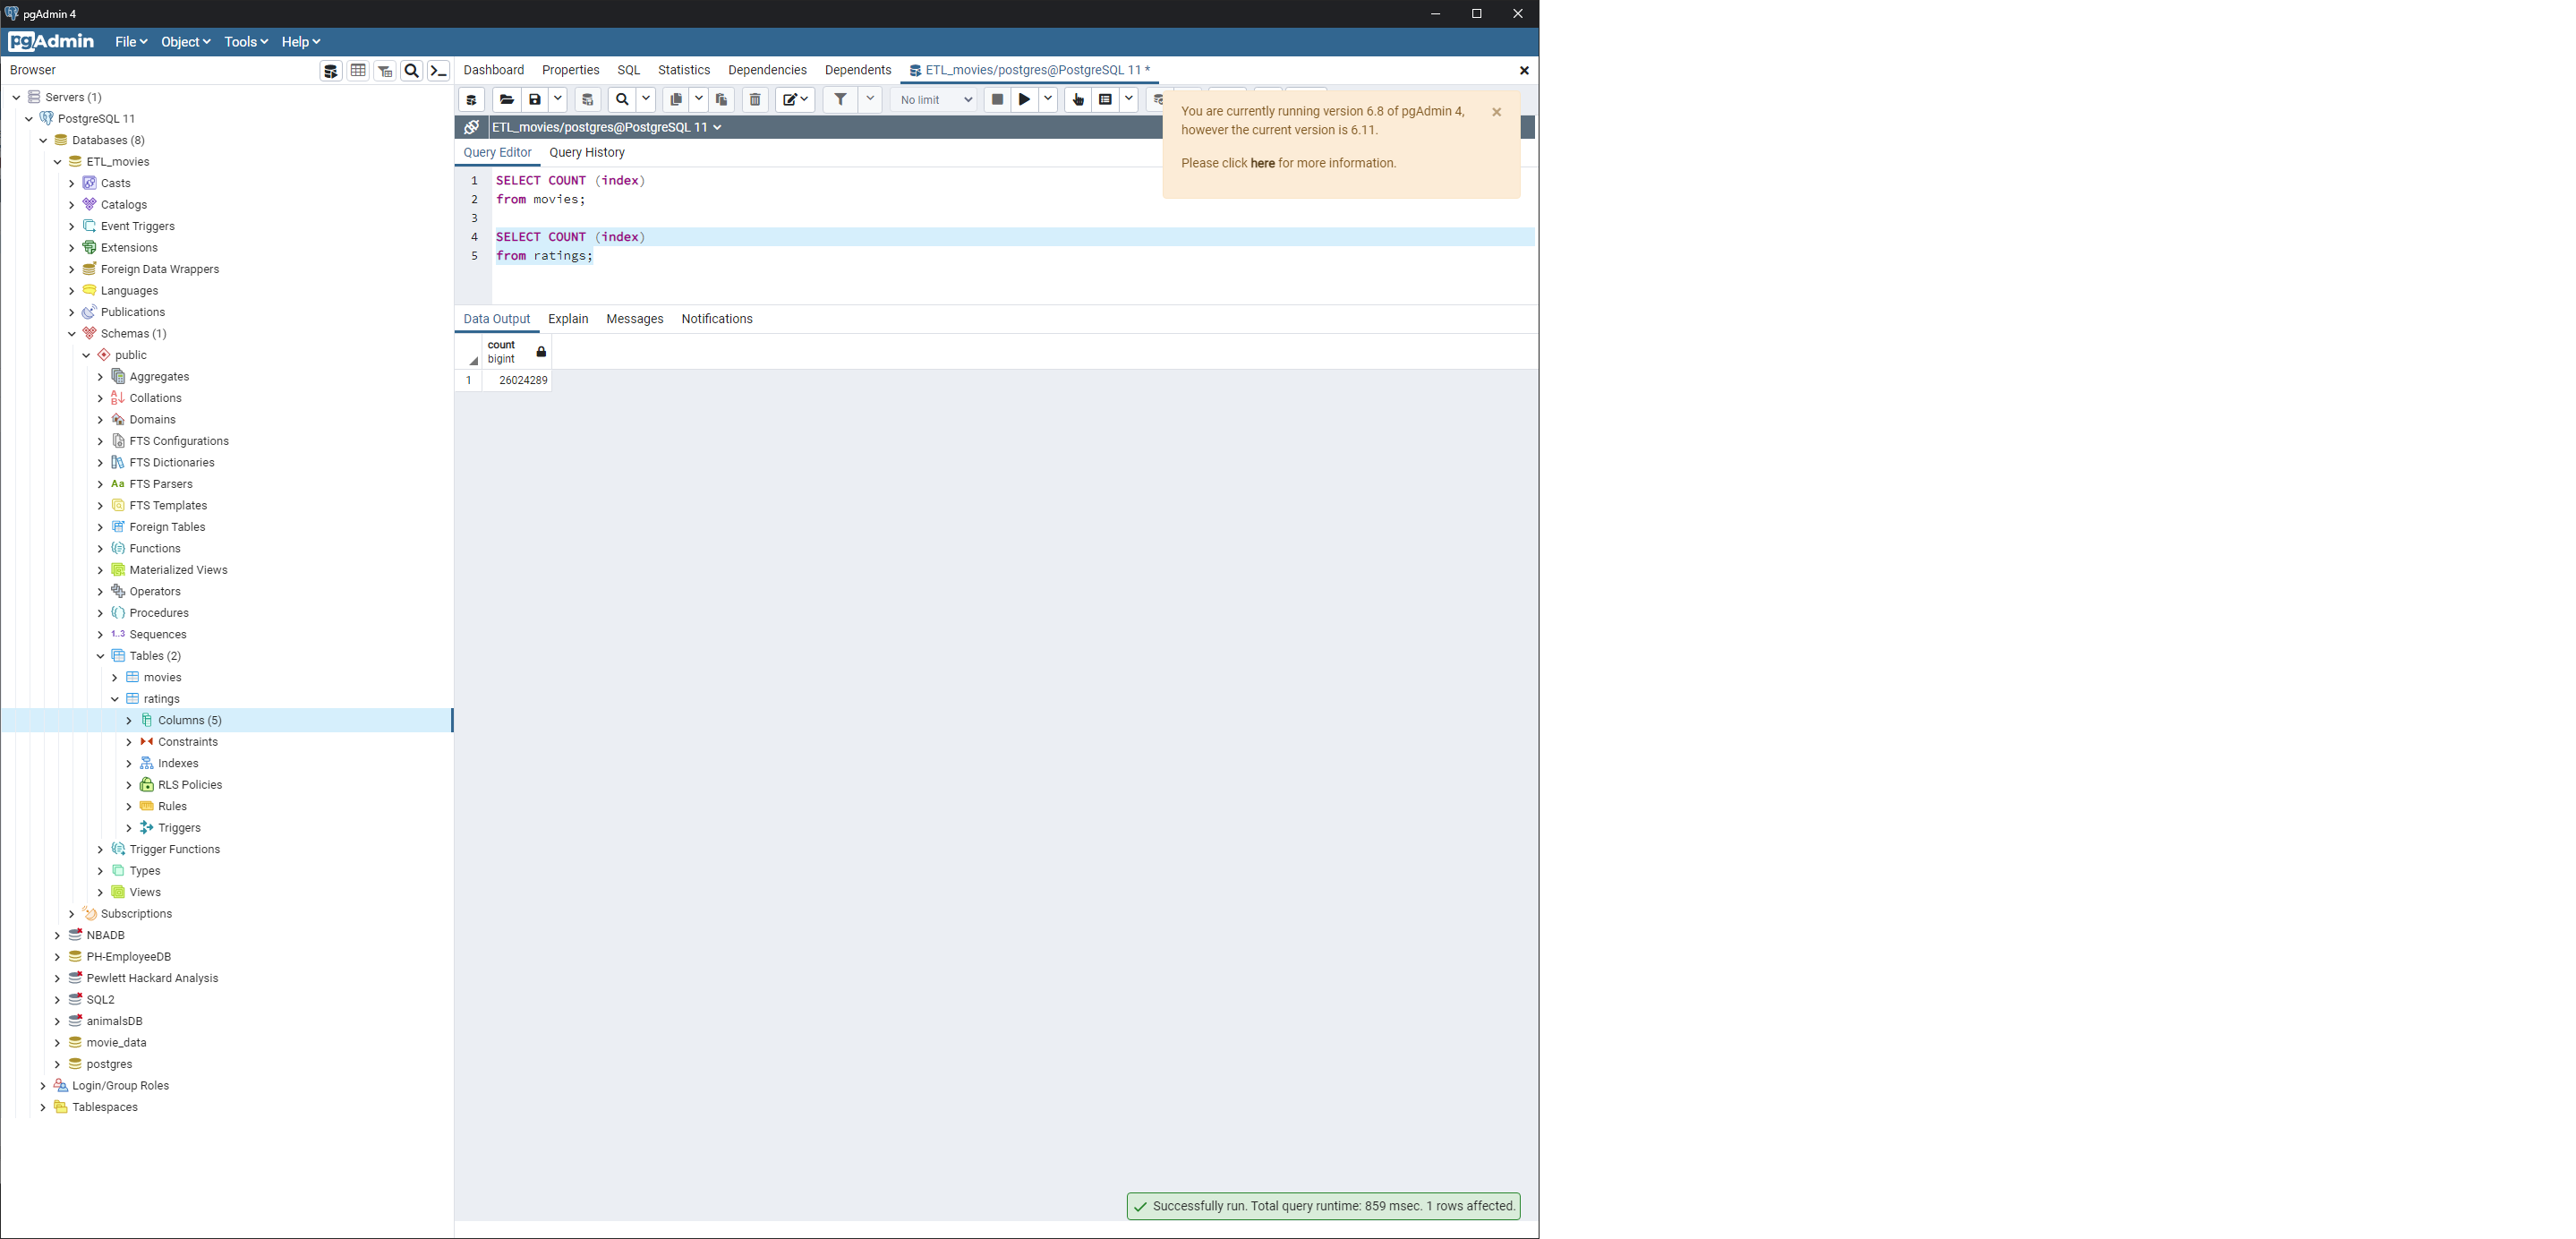 pgAdmin 4
pgAdmin File Object Tools Help
Browser
Dashboard Properties SQL Statistics Dependencies Dependents ETL_movies/postgres@PostgreSQL 11 *
Servers (1)
PostgreSQL 11
Databases (8)
ETL_movies
Casts
Catalogs
Event Triggers
Extensions
Foreign Data Wrappers
Languages
Publications
Schemas (1)
public
Aggregates
Collations
Domains
FTS Configurations
FTS Dictionaries
Aa FTS Parsers
FTS Templates
Foreign Tables
Functions
Materialized Views
Operators
Procedures
1..3 Sequences
Tables (2)
movies
ratings
Columns (5)
Constraints
Indexes
RLS Policies
Rules
Triggers
Trigger Functions
Types
Views
Subscriptions
NBADB
PH-EmployeeDB
Pewlett Hackard Analysis
SQL2
animalsDB
movie_data
postgres
Login/Group Roles
Tablespaces
No limit
ETL_movies/postgres@PostgreSQL 11
You are currently running version 6.8 of pgAdmin 4,
however the current version is 6.11.
Please click here for more information.
Query Editor Query History
1 SELECT COUNT (index)
2 from movies;
3
4 SELECT COUNT (index)
5 from ratings;
Data Output Explain Messages Notifications
count
bigint
1 26024289
Successfully run. Total query runtime: 859 msec. 1 rows affected.